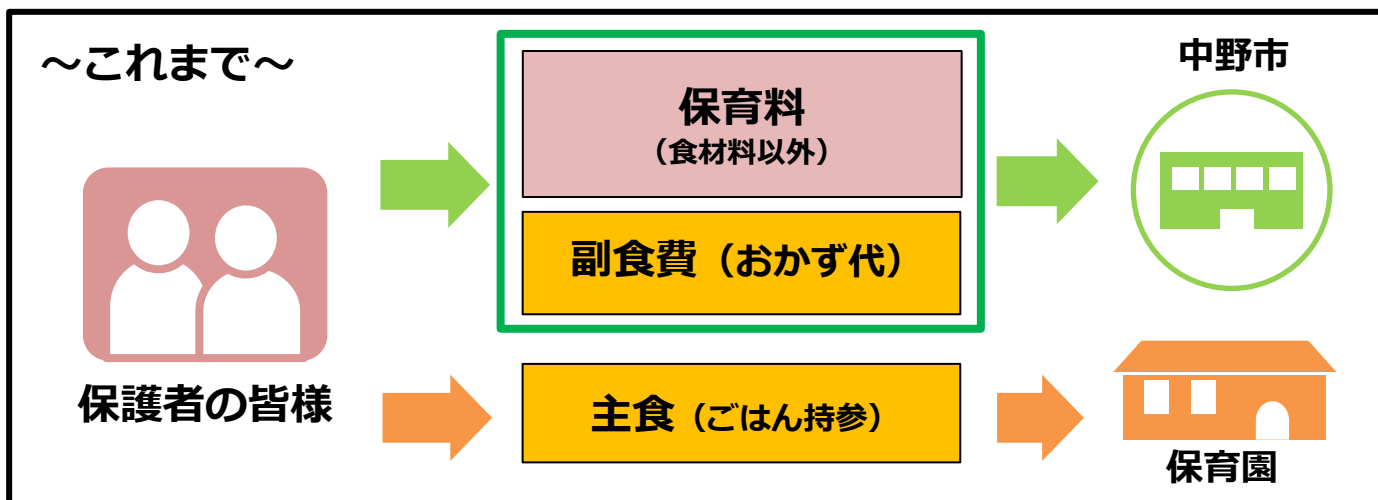 ～これまで～
保育料
（食材料以外）
副食費（おかず代）
中野市
保護者の皆様
主食（ごはん持参）
保育園